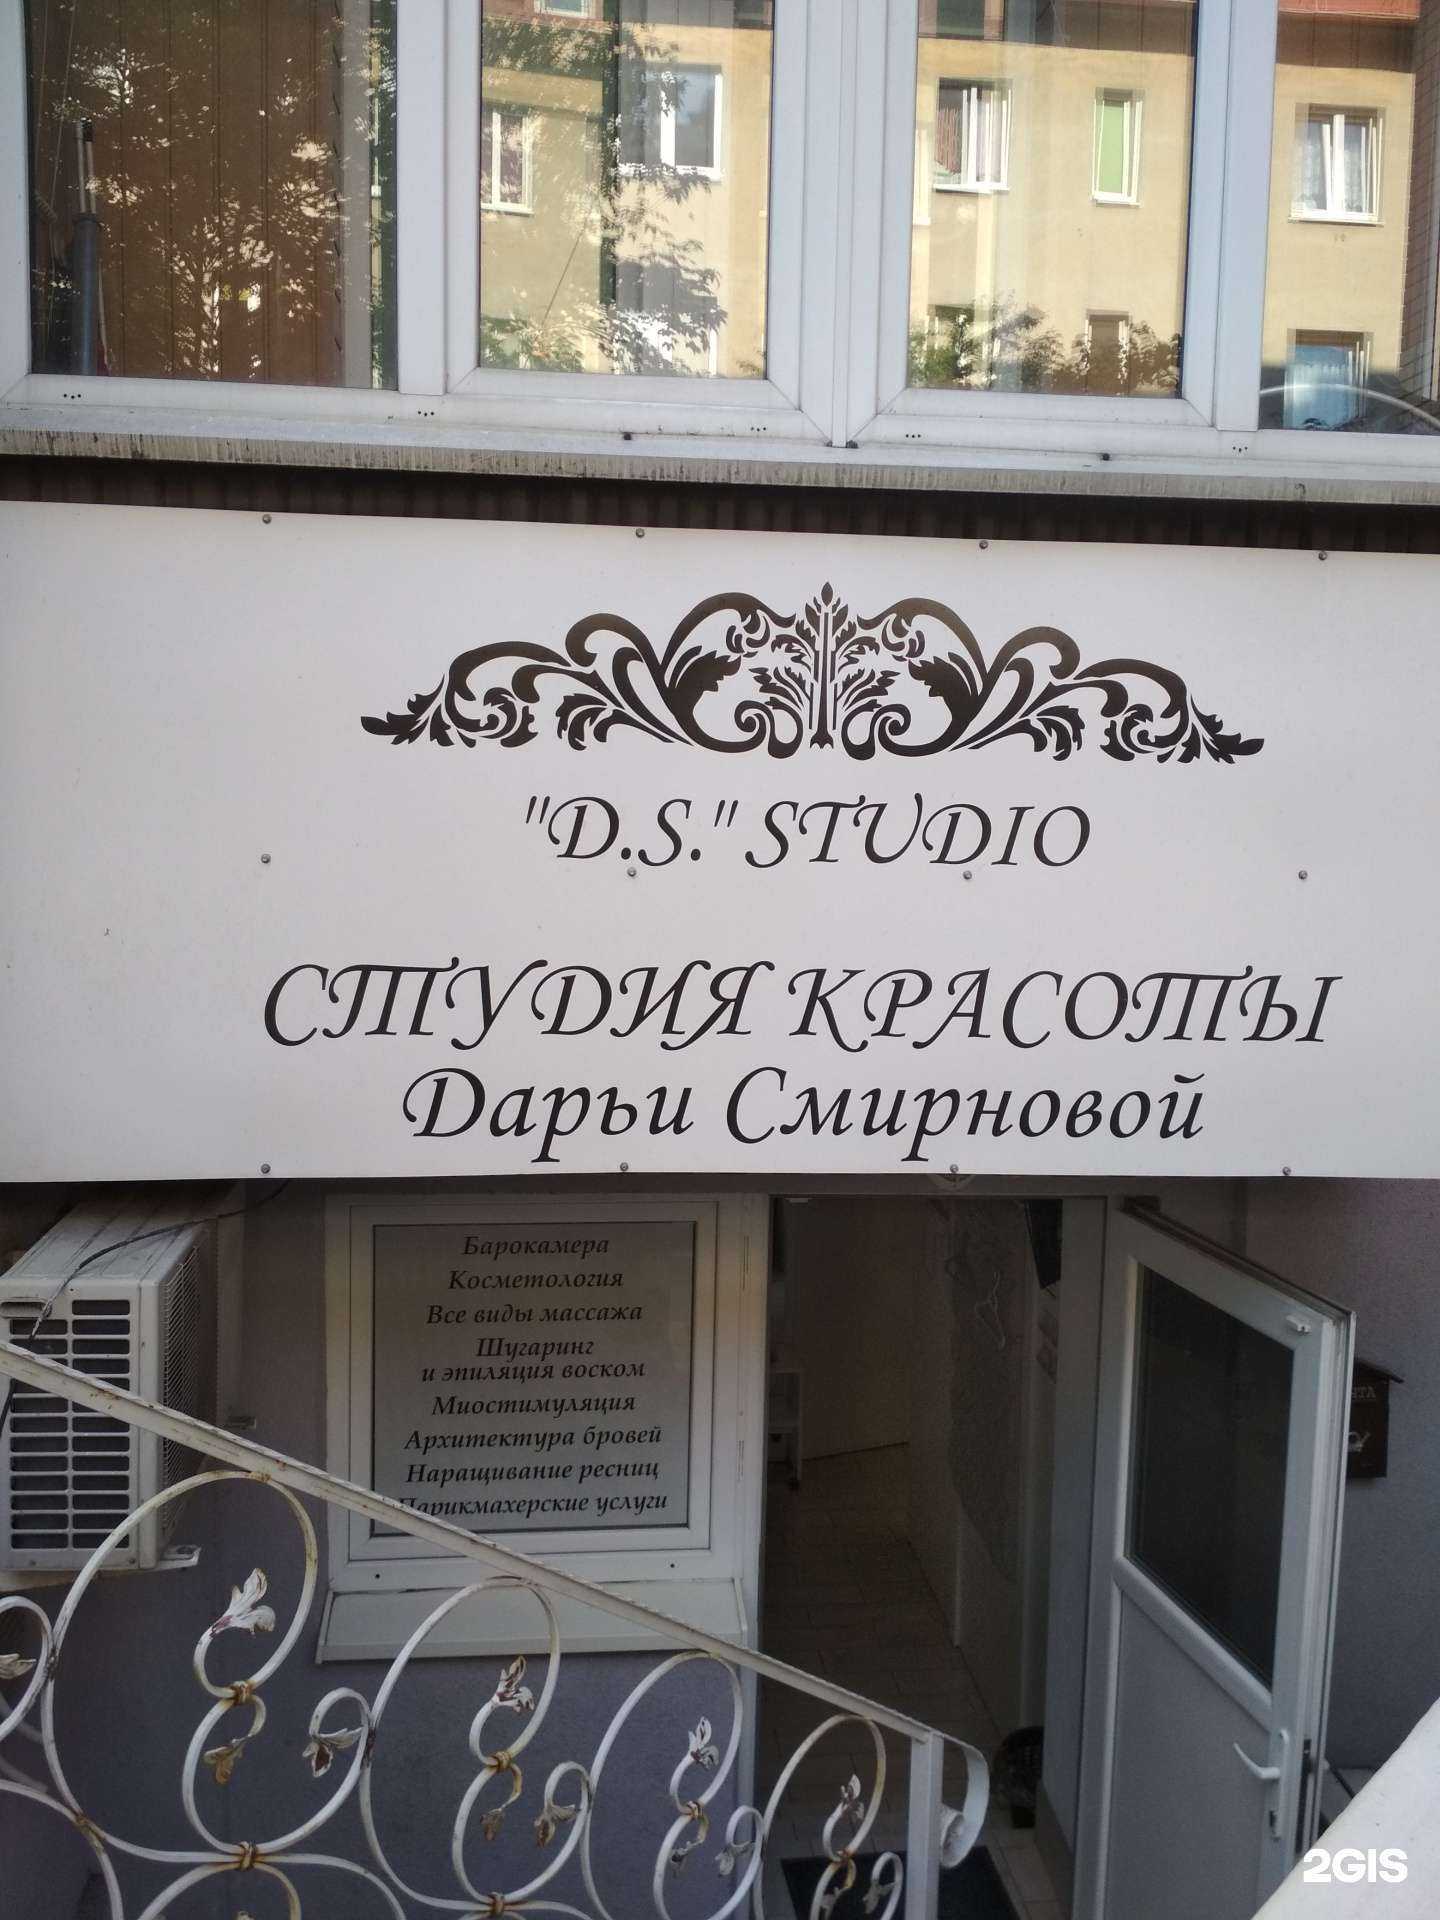 "D.S." STUDIO
СТУДИЯ КРАСОТЫ
Дарьи Смирновой
Барокамера
Косметология
Все виды массажа
Шугаринг
и эпиляция воском
Миостимуляция
Архитектура бровей
Наращивание ресниц
Парикмахерские услуги
2GIS